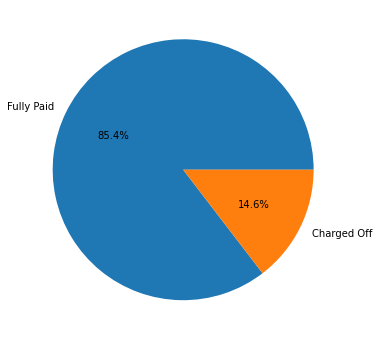 Fully Paid
85.4%
14.6%
Charged Off